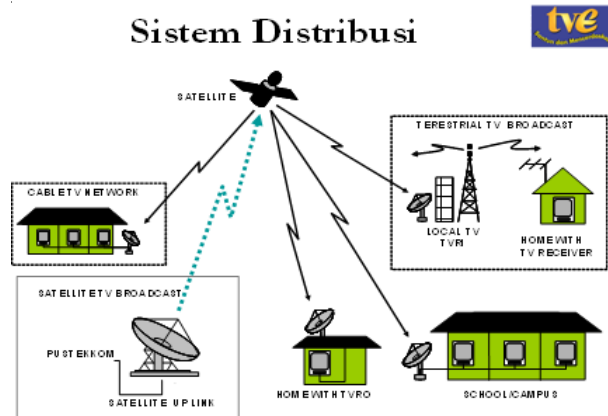 Sistem Distribusi
tve
SATELLITE
TERESTRIAL TV BROADCAST
CABLE TV NETWORK
LOCAL TV
TVRI
HOME WITH
TV RECEIVER
SATELLITE TV BROADCAST
PUSTEKKOM
SATELLITE UPLINK
HOME WITH TVRO
SCHOOL/CAMPUS